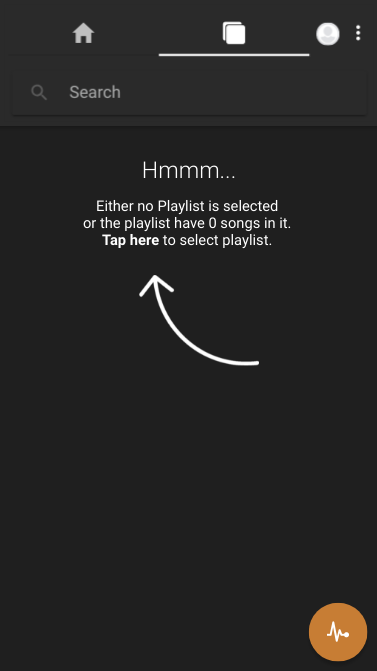 Search
Hmmm...
Either no Playlist is selected
or the playlist have 0 songs in it.
Tap here to select playlist.